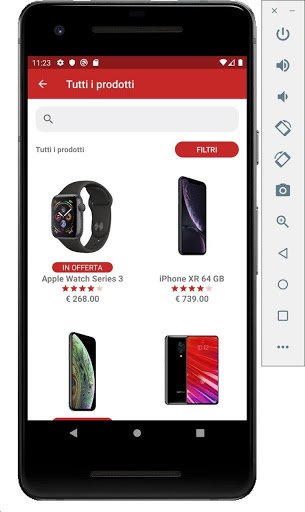 11:23
Tutti i prodotti
Tutti i prodotti
FILTRI
IN OFFERTA
Apple Watch Series 3
iPhone XR 64 GB
€ 268.00
€ 739.00